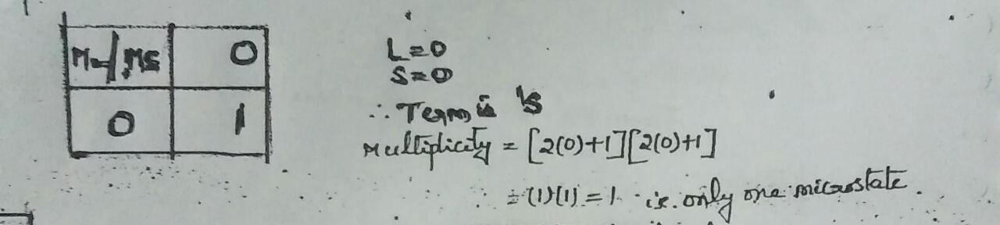 ML/MS 0
0 1
L=0
S=0
∴ Term is ¹S
Multiplicity = [2(0)+1][2(0)+1]
=(1)(1) = 1 ie. only one microstate.